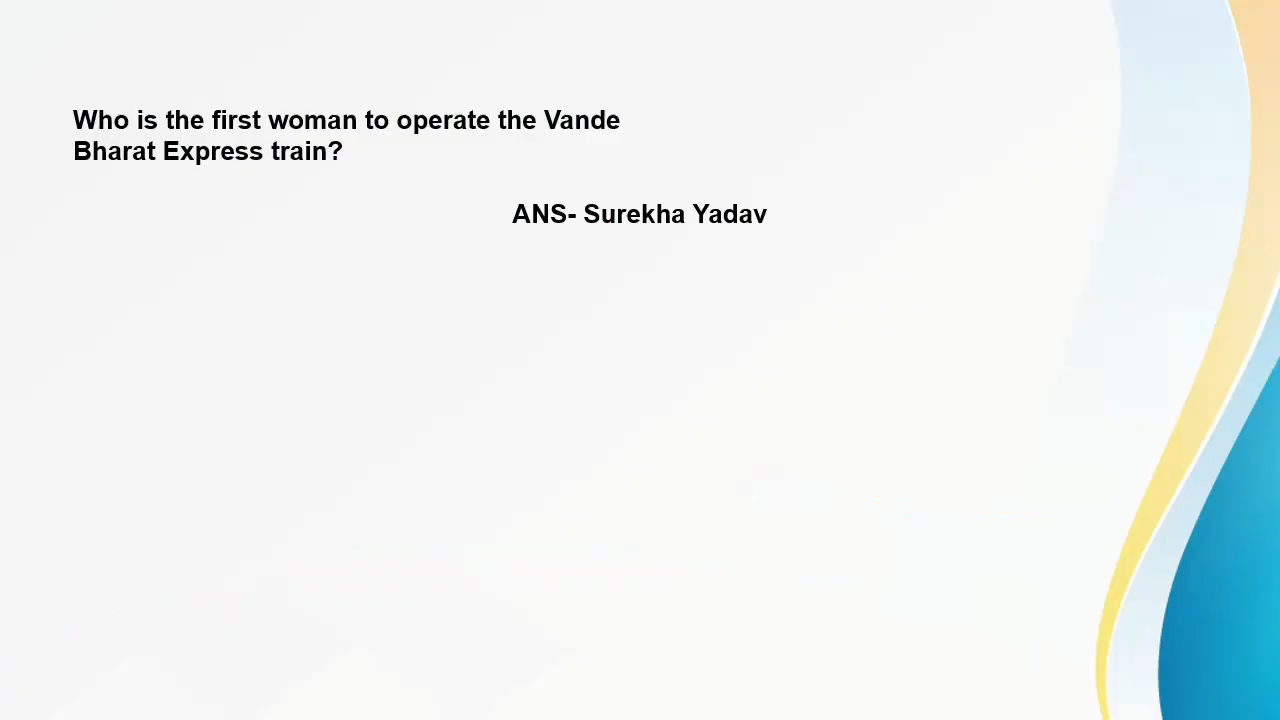 Who is the first woman to operate the Vande
Bharat Express train?
ANS- Surekha Yadav